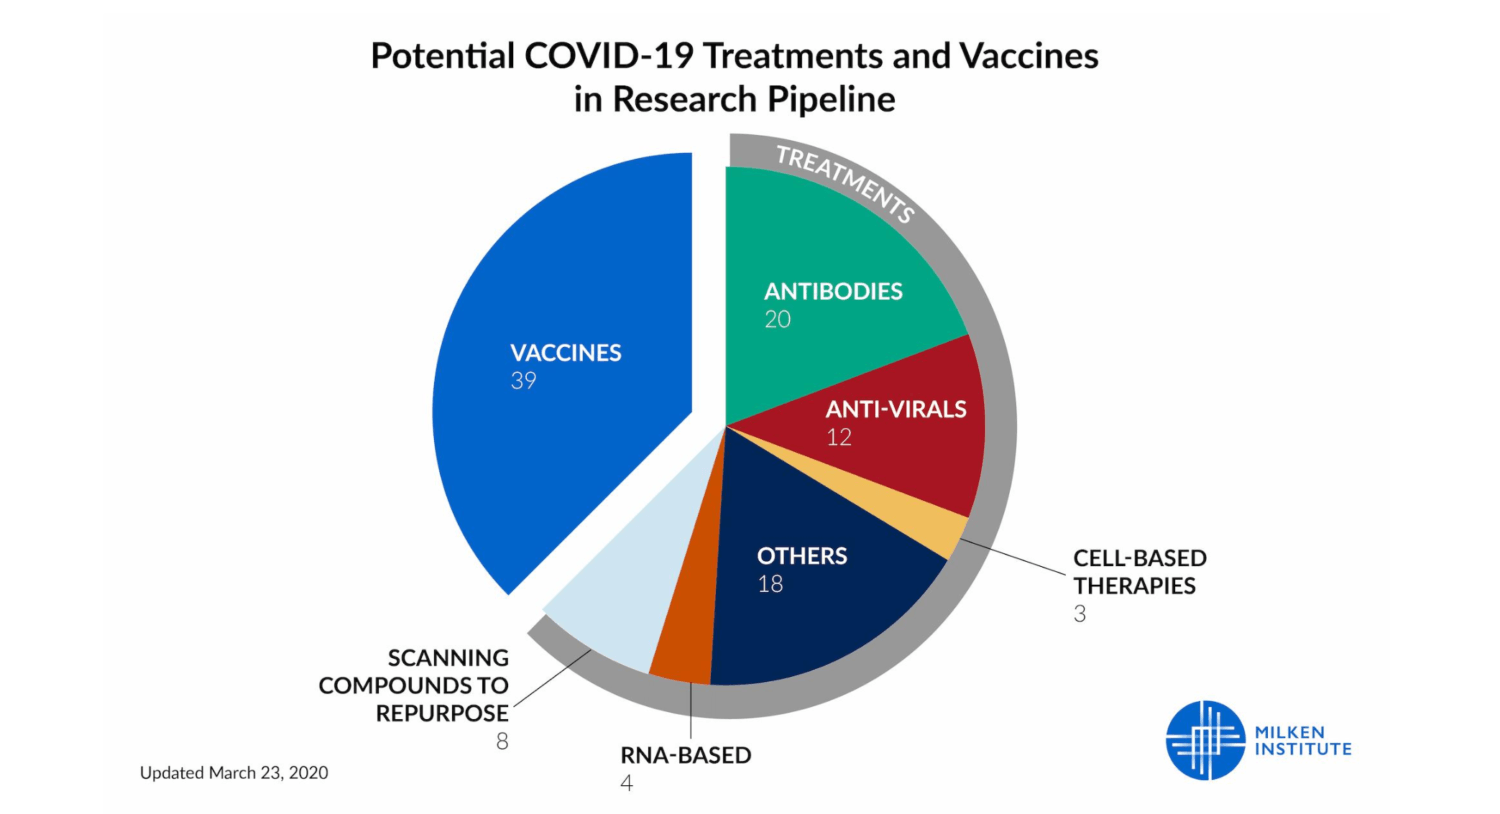 Potential COVID-19 Treatments and Vaccines
in Research Pipeline
TREATMENTS
ANTIBODIES
20
VACCINES
39
ANTI-VIRALS
12
OTHERS
18
CELL-BASED
THERAPIES
3
SCANNING
COMPOUNDS TO
REPURPOSE
8
RNA-BASED
4
Updated March 23, 2020
MILKEN
INSTITUTE